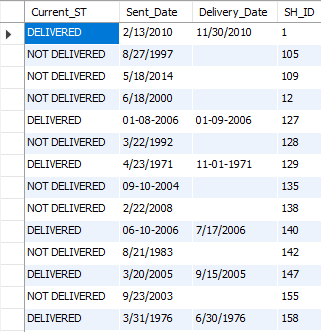 Current_ST Sent_Date Delivery_Date SH_ID
DELIVERED 2/13/2010 11/30/2010 1
NOT DELIVERED 8/27/1997 105
NOT DELIVERED 5/18/2014 109
NOT DELIVERED 6/18/2000 12
DELIVERED 01-08-2006 01-09-2006 127
NOT DELIVERED 3/22/1992 128
DELIVERED 4/23/1971 11-01-1971 129
NOT DELIVERED 09-10-2004 135
NOT DELIVERED 2/22/2008 138
DELIVERED 06-10-2006 7/17/2006 140
NOT DELIVERED 8/21/1983 142
DELIVERED 3/20/2005 9/15/2005 147
NOT DELIVERED 9/23/2003 155
DELIVERED 3/31/1976 6/30/1976 158